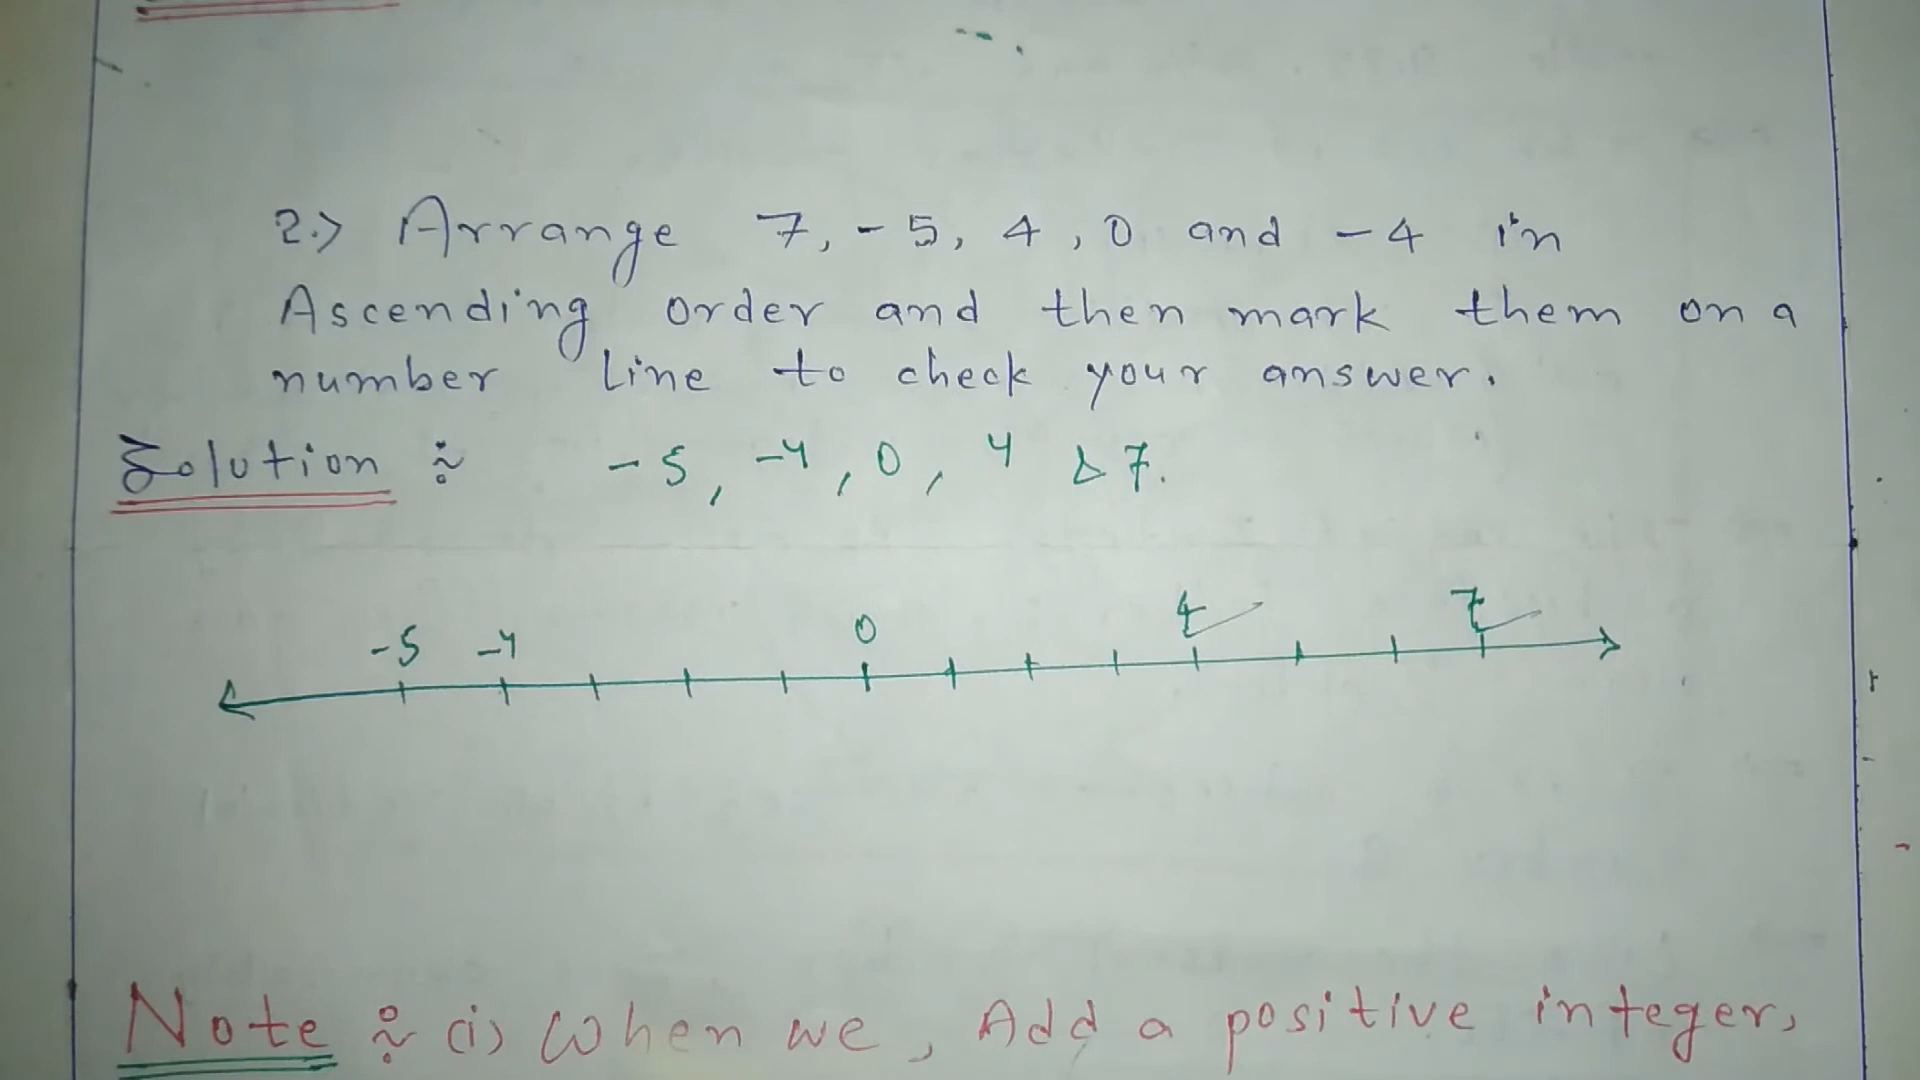 2.) Arrange 7, -5, 4, 0 and -4 in
Ascending order and then mark them on a
number line to check your answer.
Solution : -5, -4, 0, 4 & 7.
-5 -4 0 4 7
Note : (i) When we, Add a positive integer,